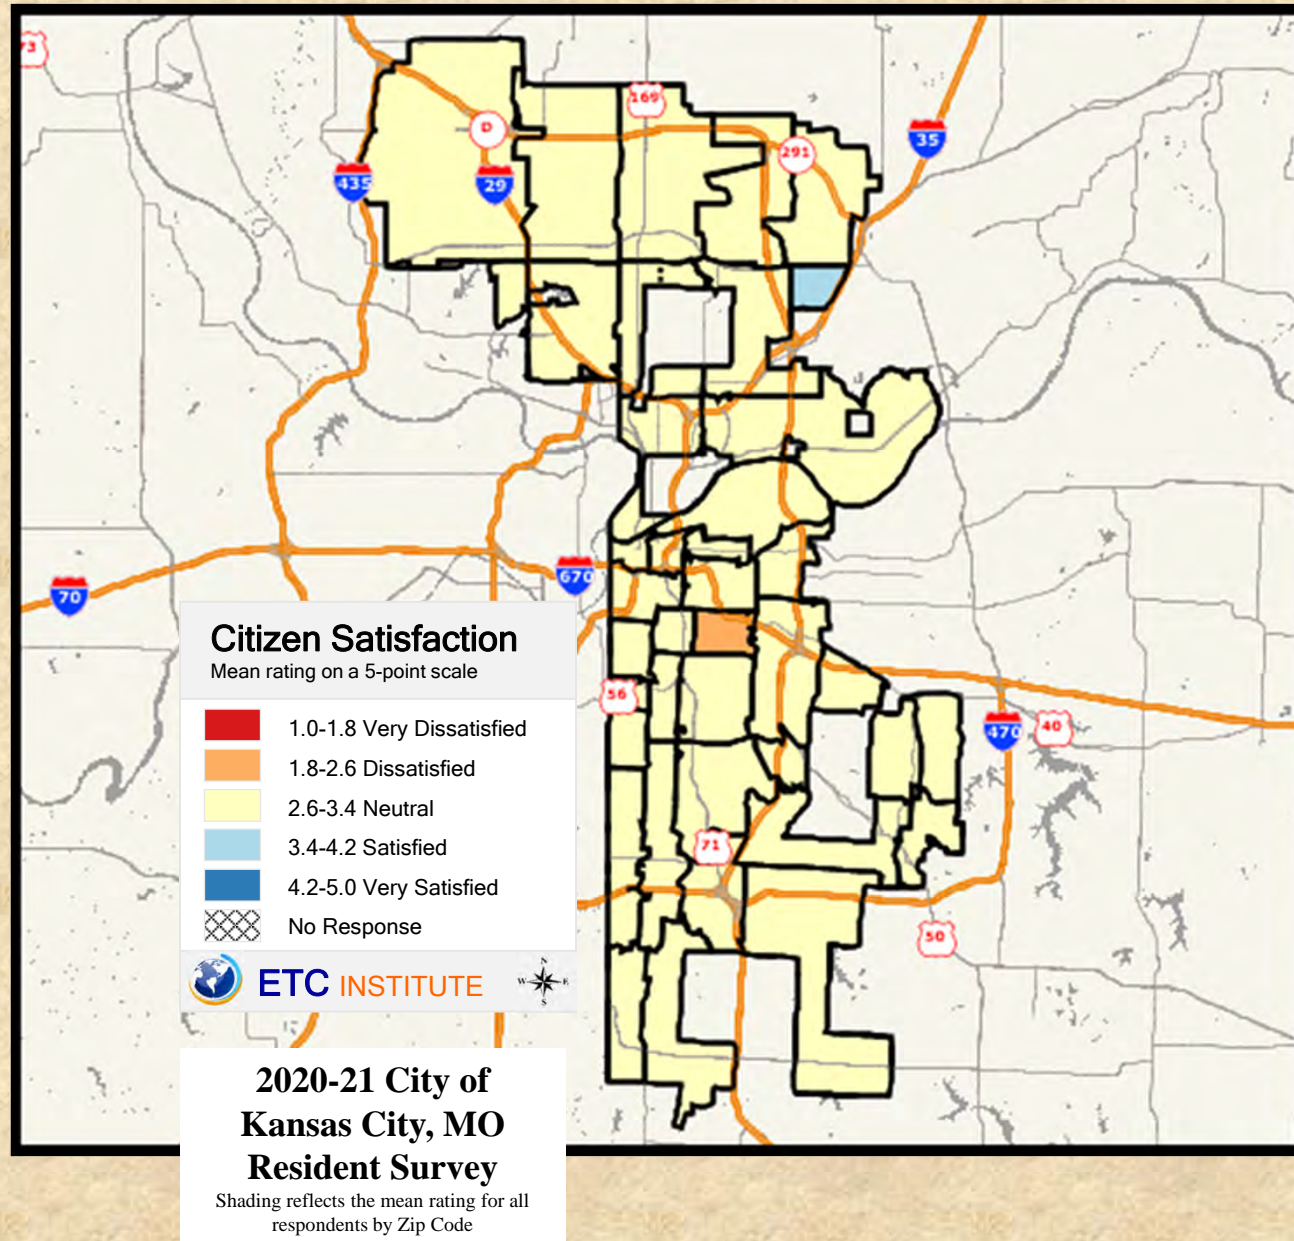 73
169
D
291
35
435
29
70
670
Citizen Satisfaction
Mean rating on a 5-point scale
1.0-1.8 Very Dissatisfied
1.8-2.6 Dissatisfied
2.6-3.4 Neutral
3.4-4.2 Satisfied
4.2-5.0 Very Satisfied
No Response
ETC INSTITUTE
N
W E
S
56
470
40
71
50
2020-21 City of
Kansas City, MO
Resident Survey
Shading reflects the mean rating for all
respondents by Zip Code